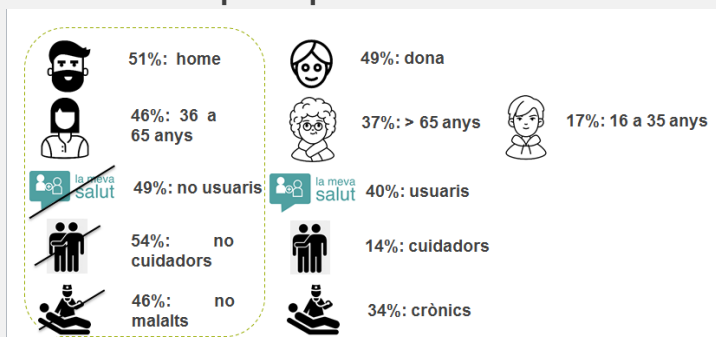 51%: home
49%: dona
46%: 36 a
65 anys
37%: > 65 anys
17%: 16 a 35 anys
la meva
salut
49%: no usuaris
la meva
salut
40%: usuaris
54%: no
cuidadors
14%: cuidadors
46%: no
malalts
34%: crònics